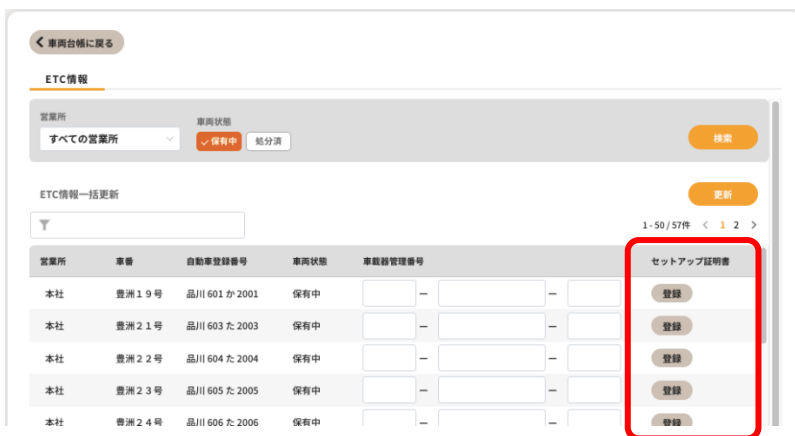 車両台帳に戻る
ETC情報
営業所
車両状態
すべての営業所
保有中
処分済
検索
ETC情報一括更新
更新
1-50/57件 < 1 2 >
営業所 車番 自動車登録番号 車両状態 車載器管理番号 セットアップ証明書
本社 豊洲19号 品川 601 か 2001 保有中 – – 登録
本社 豊洲21号 品川 603 た 2003 保有中 – – 登録
本社 豊洲22号 品川 604 た 2004 保有中 – – 登録
本社 豊洲23号 品川 605 た 2005 保有中 – – 登録
本社 豊洲24号 品川 606 た 2006 保有中 – – 登録